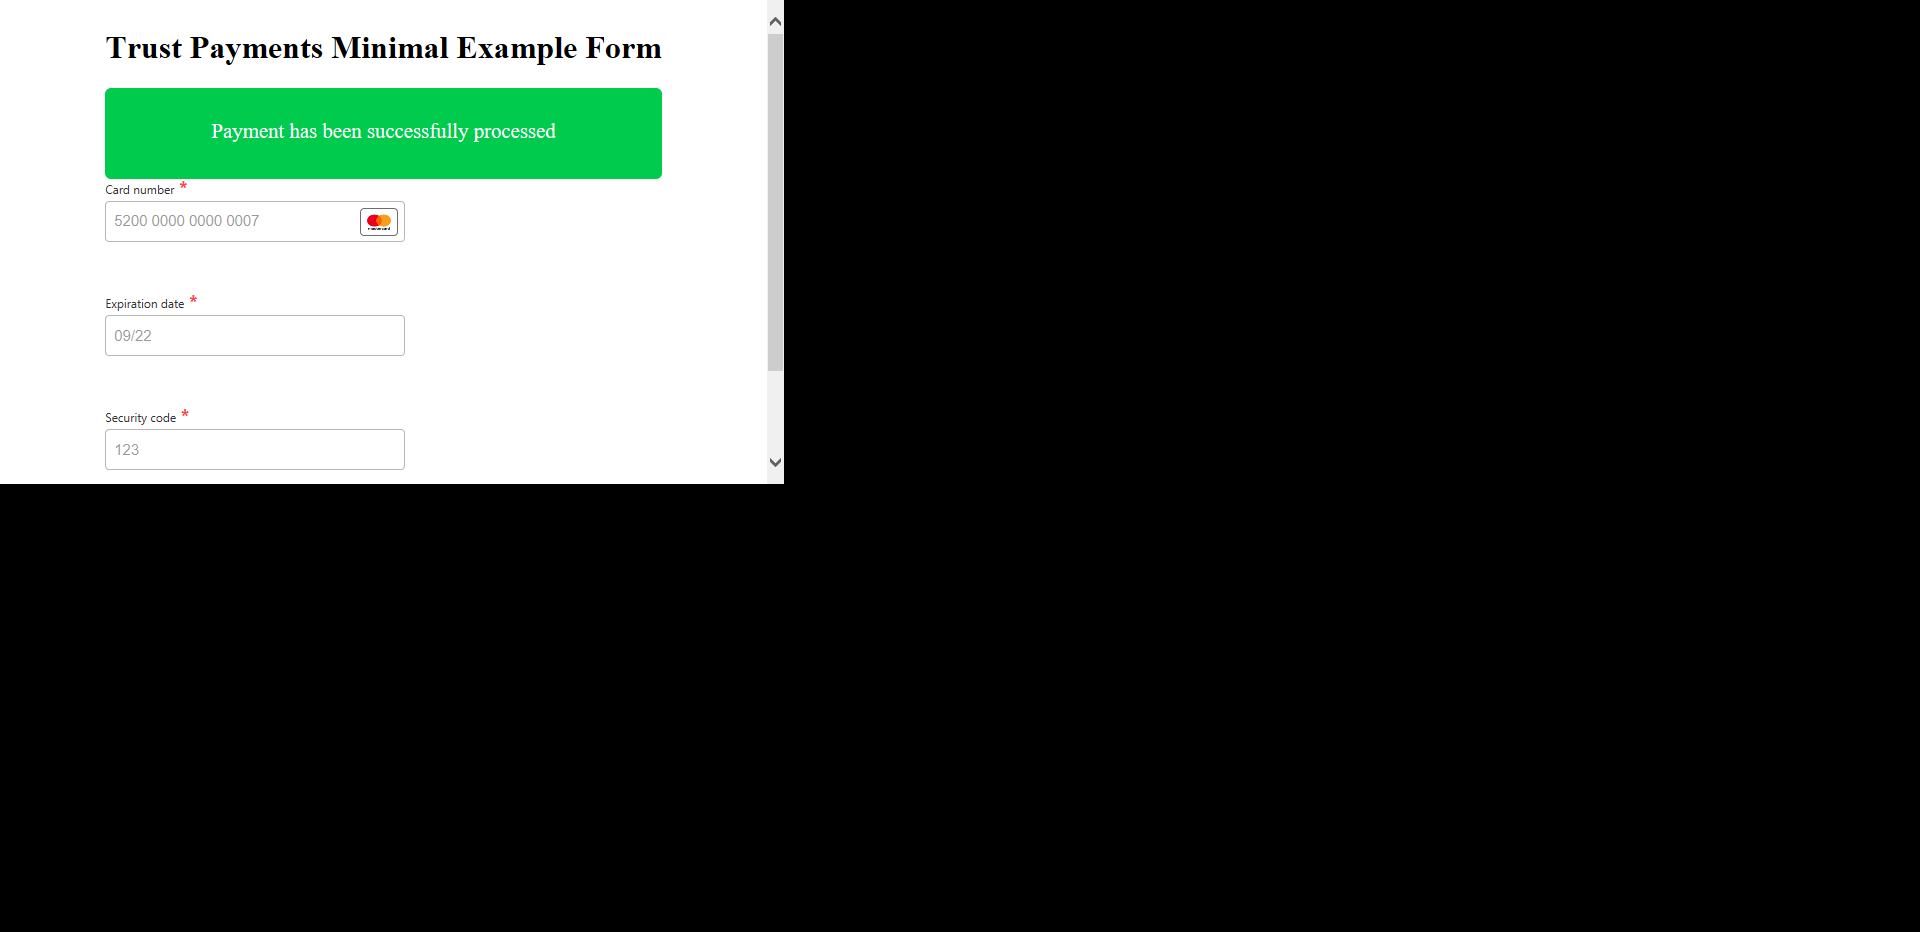 Trust Payments Minimal Example Form
Payment has been successfully processed
Card number *
5200 0000 0000 0007
Expiration date *
09/22
Security code *
123